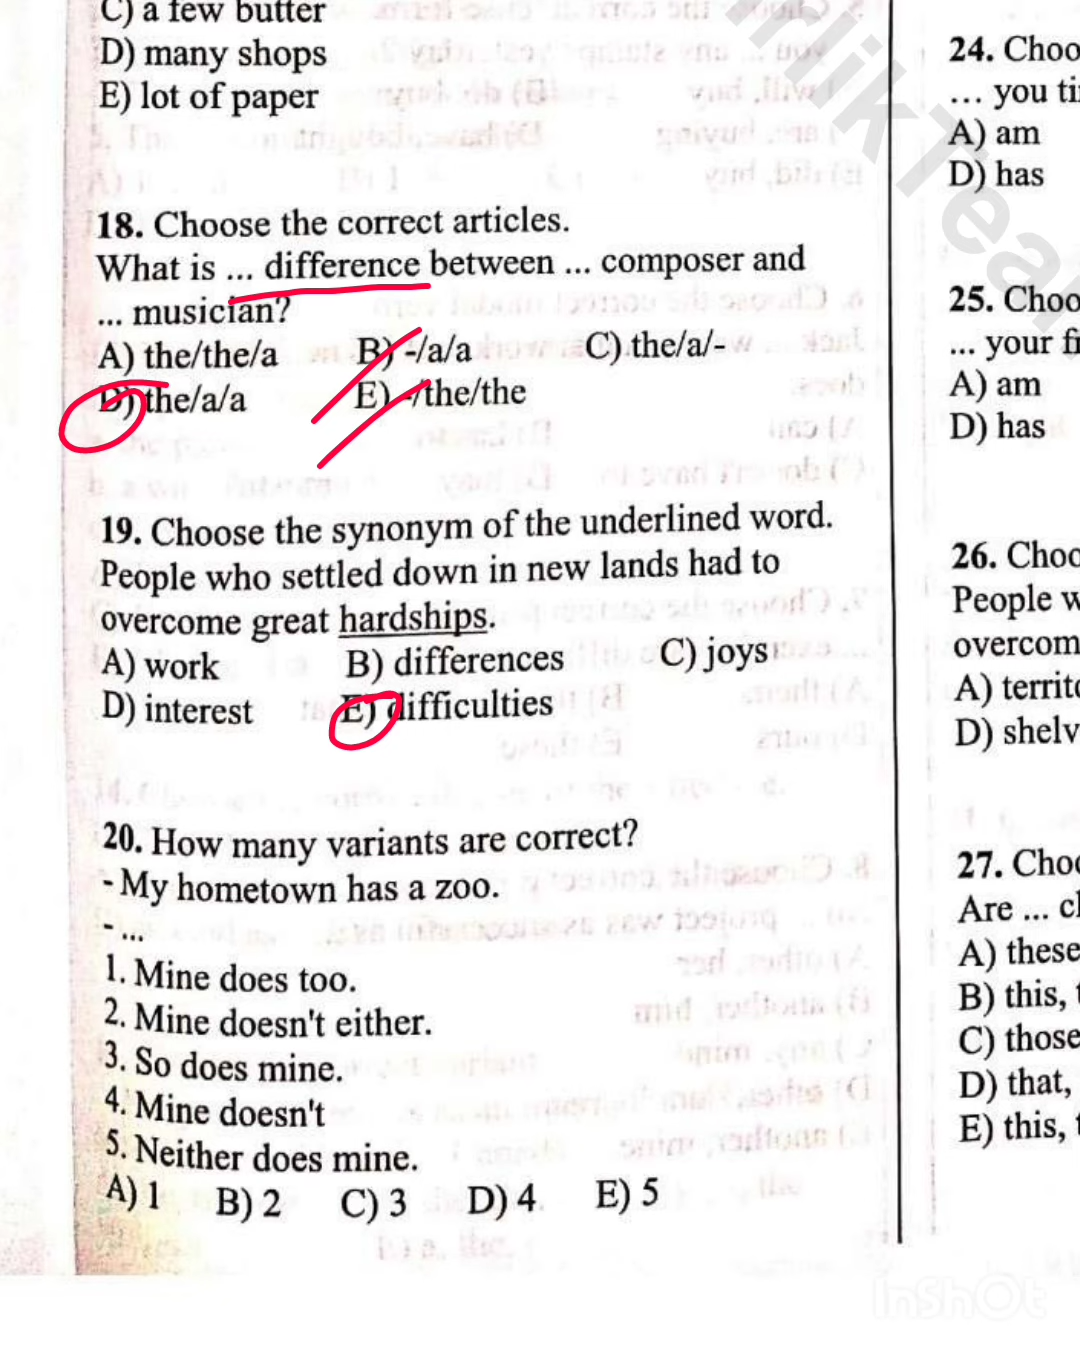 C) a few butter
D) many shops
E) lot of paper
18. Choose the correct articles.
What is ... difference between ... composer and
... musician?
A) the/the/a B) -/a/a C) the/a/-
D) the/a/a E) -/the/the
19. Choose the synonym of the underlined word.
People who settled down in new lands had to
overcome great hardships.
A) work B) differences C) joys
D) interest E) difficulties
20. How many variants are correct?
- My hometown has a zoo.
- ...
1. Mine does too.
2. Mine doesn't either.
3. So does mine.
4. Mine doesn't
5. Neither does mine.
A) 1 B) 2 C) 3 D) 4 E) 5
24. Choo
... you ti
A) am
D) has
25. Choo
... your fi
A) am
D) has
26. Choo
People w
overcom
A) territo
D) shelv
27. Choo
Are ... cl
A) these
B) this, t
C) those
D) that,
E) this, t
InShOt